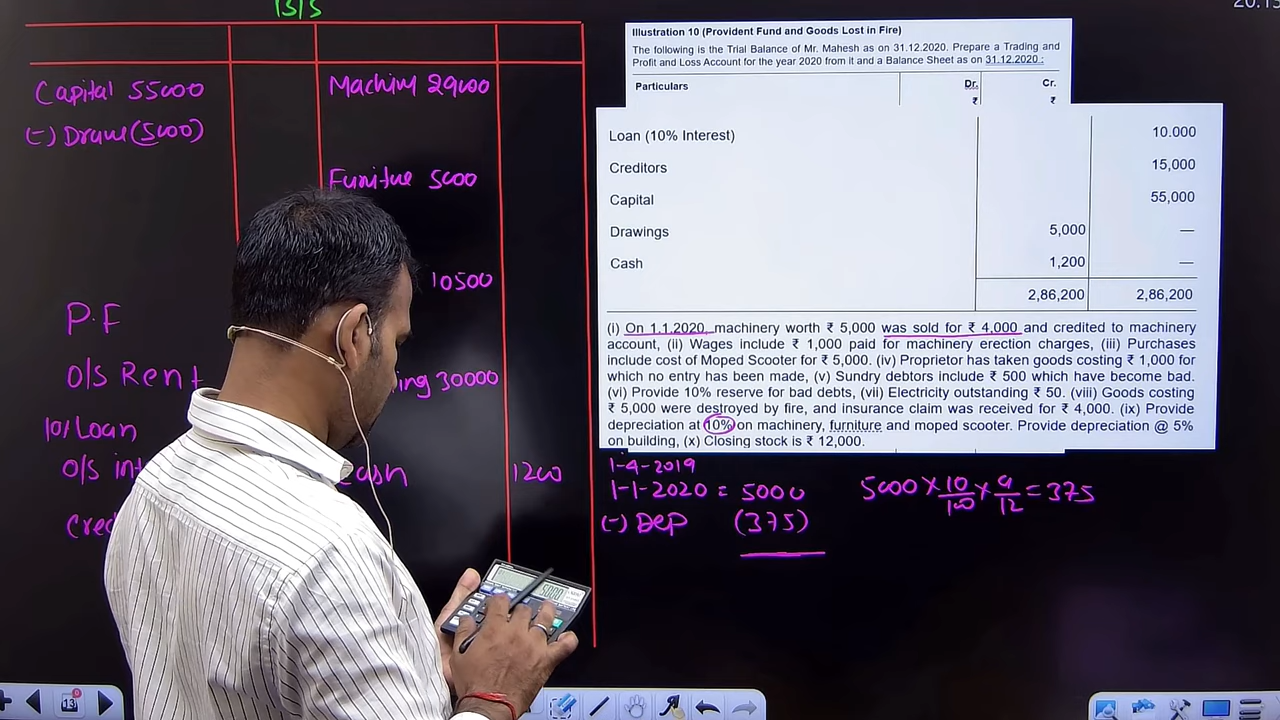 B/S
20:15
Capital 55000
Machine 29000
(-) Draw (5000)
Furniture 5000
10500
P.F
O/S Rent
30000
10/ Loan
O/S int
Cash 1200
Illustration 10 (Provident Fund and Goods Lost in Fire)
The following is the Trial Balance of Mr. Mahesh as on 31.12.2020. Prepare a Trading and
Profit and Loss Account for the year 2020 from it and a Balance Sheet as on 31.12.2020 :
Particulars Dr. Cr.
₹ ₹
Loan (10% Interest) 10.000
Creditors 15,000
Capital 55,000
Drawings 5,000 —
Cash 1,200 —
2,86,200 2,86,200
(i) On 1.1.2020, machinery worth ₹ 5,000 was sold for ₹ 4,000 and credited to machinery
account, (ii) Wages include ₹ 1,000 paid for machinery erection charges, (iii) Purchases
include cost of Moped Scooter for ₹ 5,000. (iv) Proprietor has taken goods costing ₹ 1,000 for
which no entry has been made, (v) Sundry debtors include ₹ 500 which have become bad.
(vi) Provide 10% reserve for bad debts, (vii) Electricity outstanding ₹ 50. (viii) Goods costing
₹ 5,000 were destroyed by fire, and insurance claim was received for ₹ 4,000. (ix) Provide
depreciation at 10% on machinery, furniture and moped scooter. Provide depreciation @ 5%
on building, (x) Closing stock is ₹ 12,000.
1-4-2019
1-1-2020 = 5000
(-) Dep (375)
5000 × 10/100 × 9/12 = 375
13